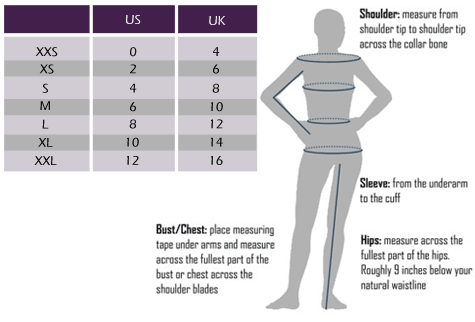 US UK
XXS 0 4
XS 2 6
S 4 8
M 6 10
L 8 12
XL 10 14
XXL 12 16
Shoulder: measure from
shoulder tip to shoulder tip
across the collar bone
Sleeve: from the underarm
to the cuff
Bust/Chest: place measuring
tape under arms and measure
across the fullest part of the
bust or chest across the
shoulder blades
Hips: measure across the
fullest part of the hips.
Roughly 9 inches below your
natural waistline